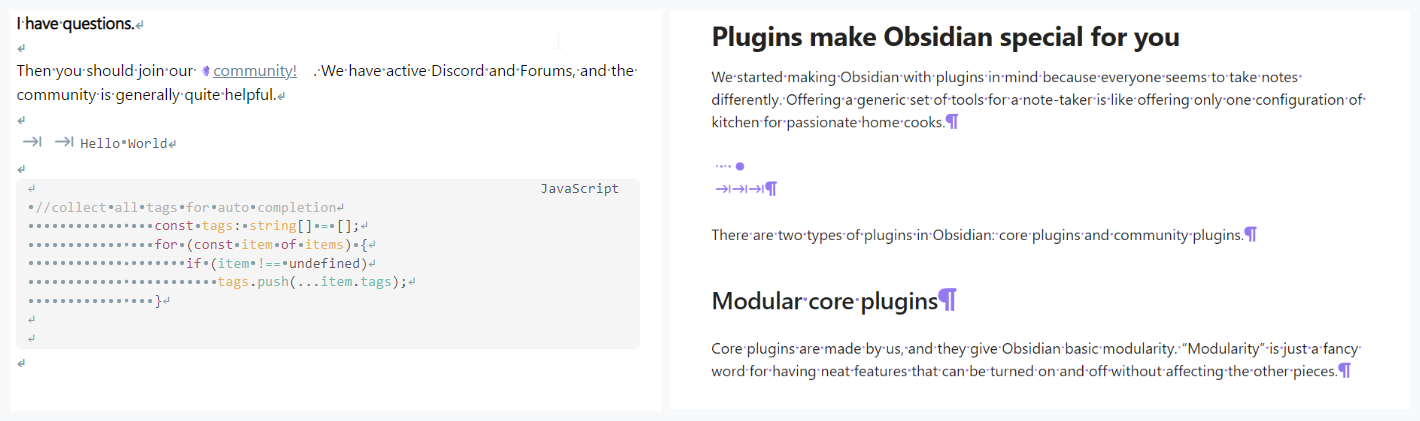 I have questions.
Then you should join our community! . We have active Discord and Forums, and the
community is generally quite helpful.
Hello World
JavaScript
//collect all tags for auto completion
const tags: string[] = [];
for (const item of items) {
if (item !== undefined)
tags.push(...item.tags);
}
Plugins make Obsidian special for you
We started making Obsidian with plugins in mind because everyone seems to take notes
differently. Offering a generic set of tools for a note-taker is like offering only one configuration of
kitchen for passionate home cooks.¶
¶
There are two types of plugins in Obsidian: core plugins and community plugins.¶
Modular core plugins¶
Core plugins are made by us, and they give Obsidian basic modularity. “Modularity” is just a fancy
word for having neat features that can be turned on and off without affecting the other pieces.¶